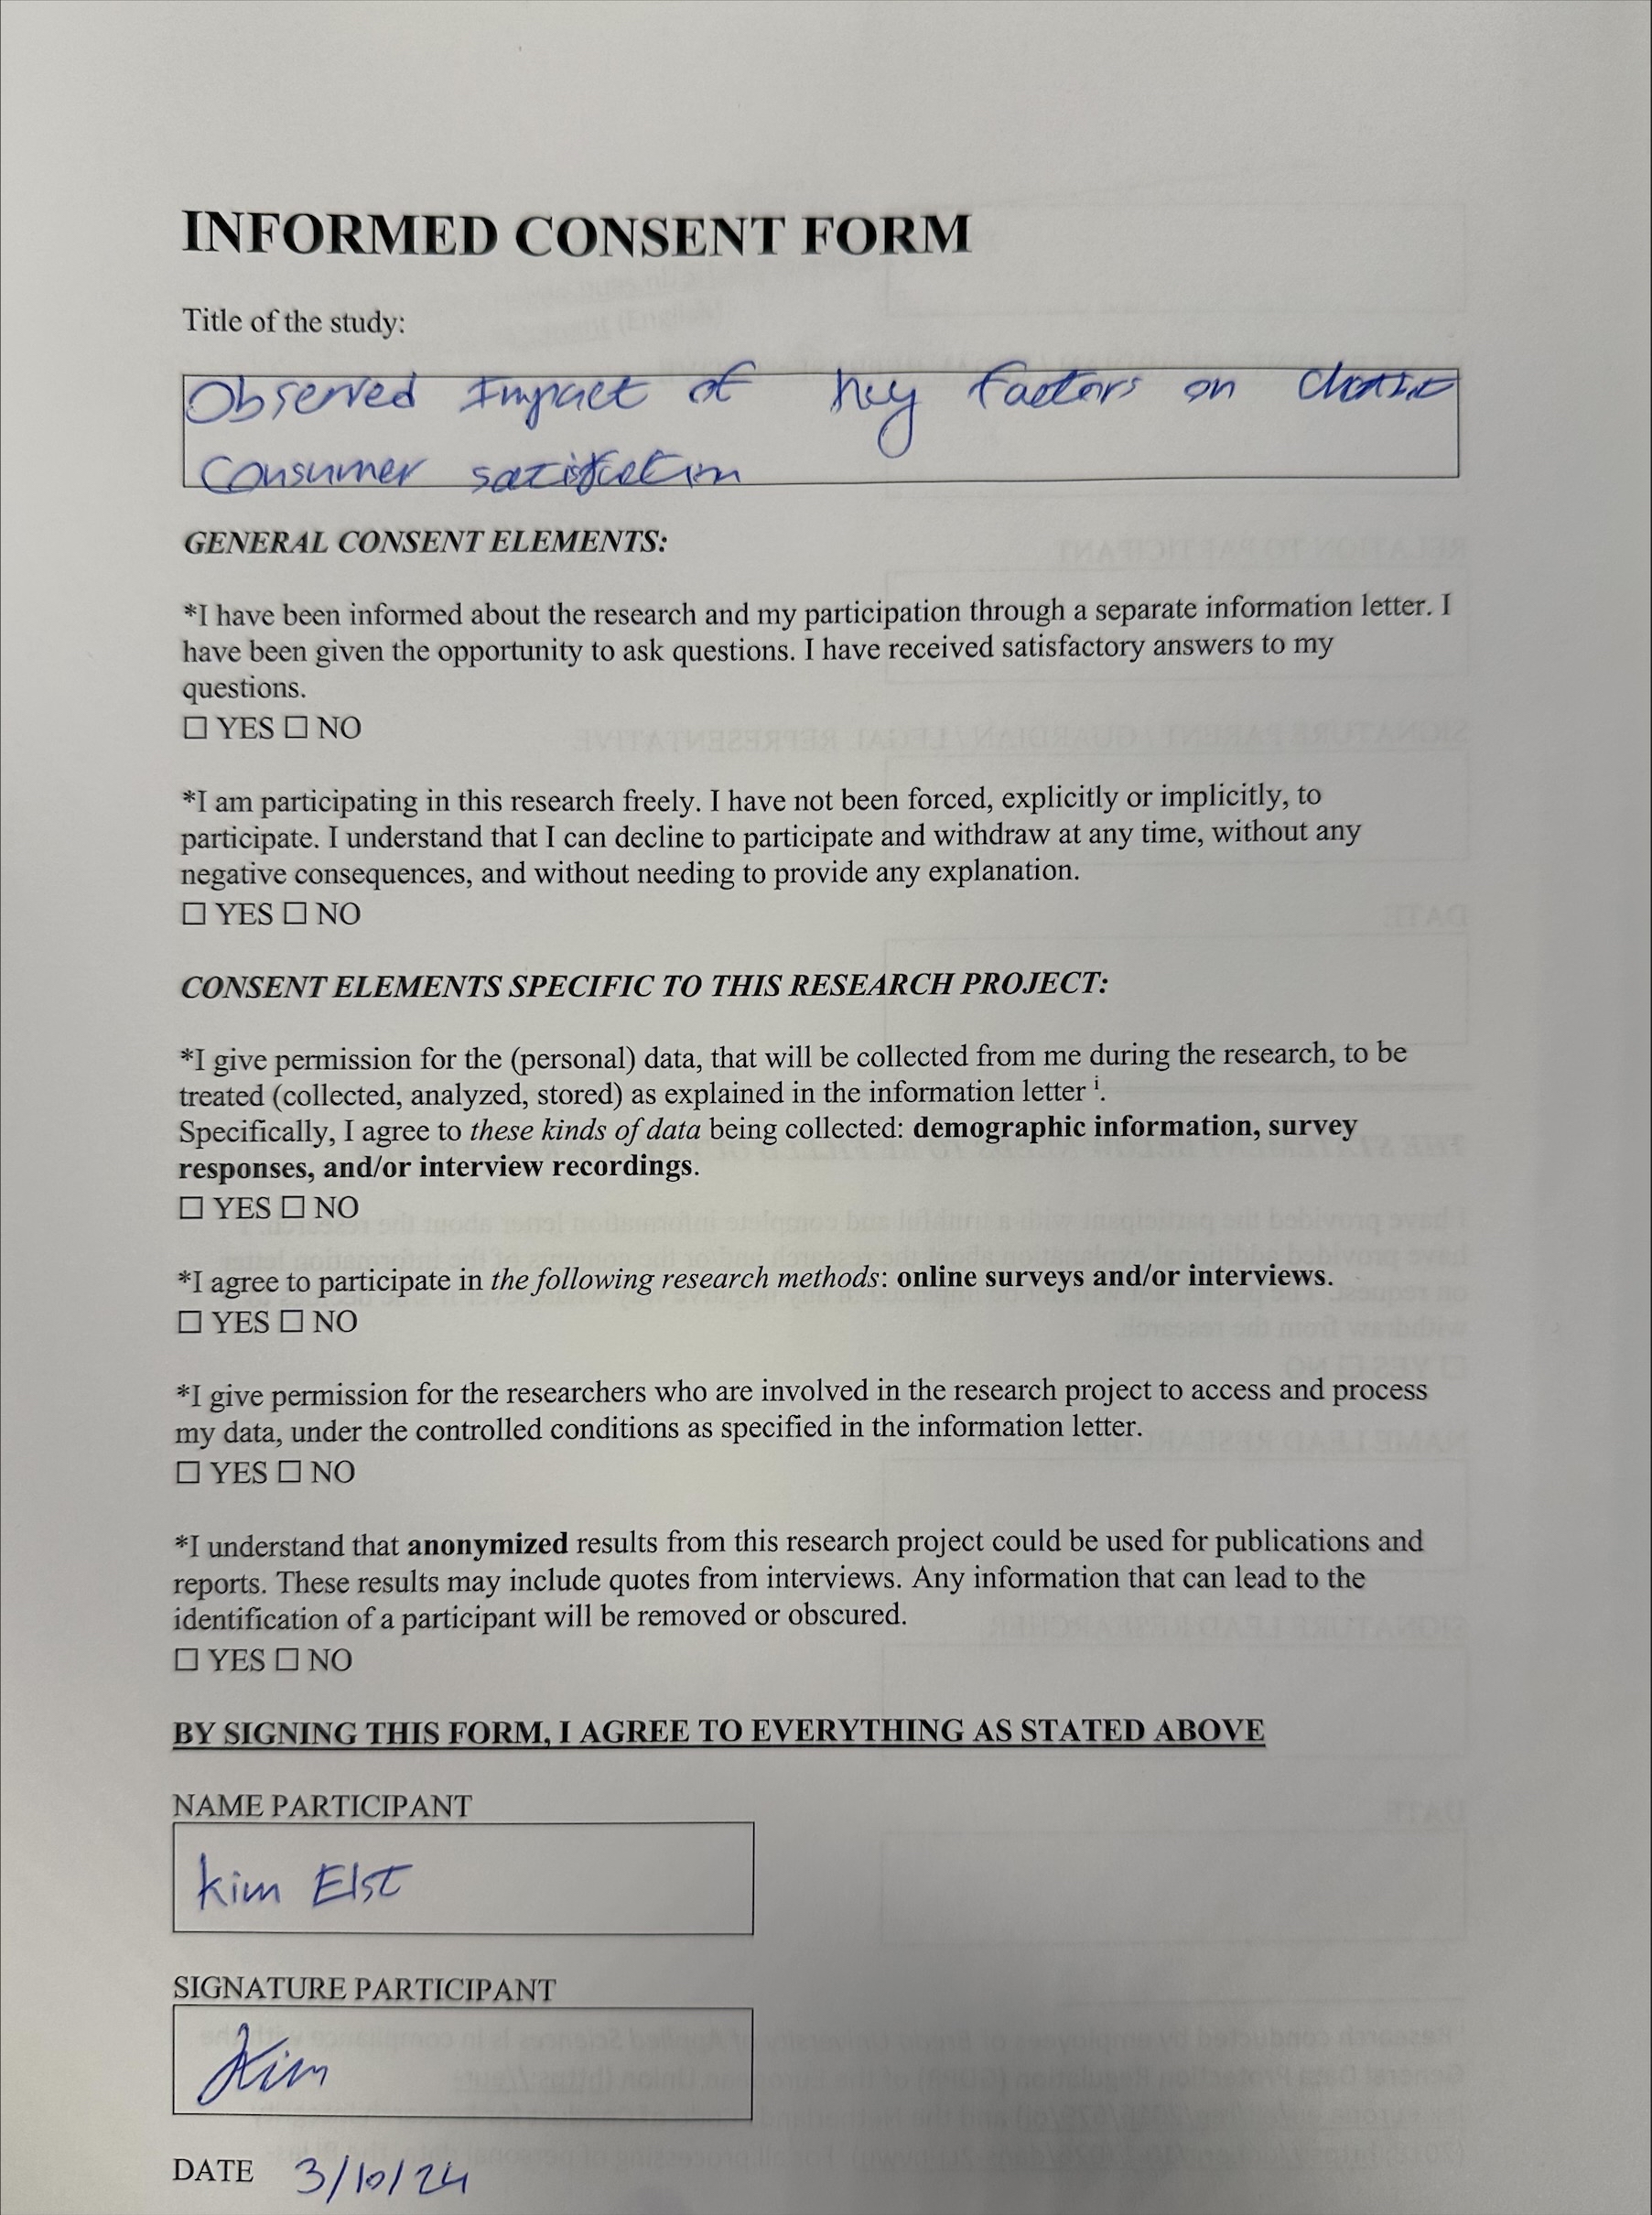 INFORMED CONSENT FORM
Title of the study:
Observed Impact of key factors on
Consumer satisfaction
GENERAL CONSENT ELEMENTS:
*I have been informed about the research and my participation through a separate information letter. I
have been given the opportunity to ask questions. I have received satisfactory answers to my
questions.
☐ YES ☐ NO
*I am participating in this research freely. I have not been forced, explicitly or implicitly, to
participate. I understand that I can decline to participate and withdraw at any time, without any
negative consequences, and without needing to provide any explanation.
☐ YES ☐ NO
CONSENT ELEMENTS SPECIFIC TO THIS RESEARCH PROJECT:
*I give permission for the (personal) data, that will be collected from me during the research, to be
treated (collected, analyzed, stored) as explained in the information letter i.
Specifically, I agree to these kinds of data being collected: demographic information, survey
responses, and/or interview recordings.
☐ YES ☐ NO
*I agree to participate in the following research methods: online surveys and/or interviews.
☐ YES ☐ NO
*I give permission for the researchers who are involved in the research project to access and process
my data, under the controlled conditions as specified in the information letter.
☐ YES ☐ NO
*I understand that anonymized results from this research project could be used for publications and
reports. These results may include quotes from interviews. Any information that can lead to the
identification of a participant will be removed or obscured.
☐ YES ☐ NO
BY SIGNING THIS FORM, I AGREE TO EVERYTHING AS STATED ABOVE
NAME PARTICIPANT
Kim Elst
SIGNATURE PARTICIPANT
Kim
DATE 3/10/24